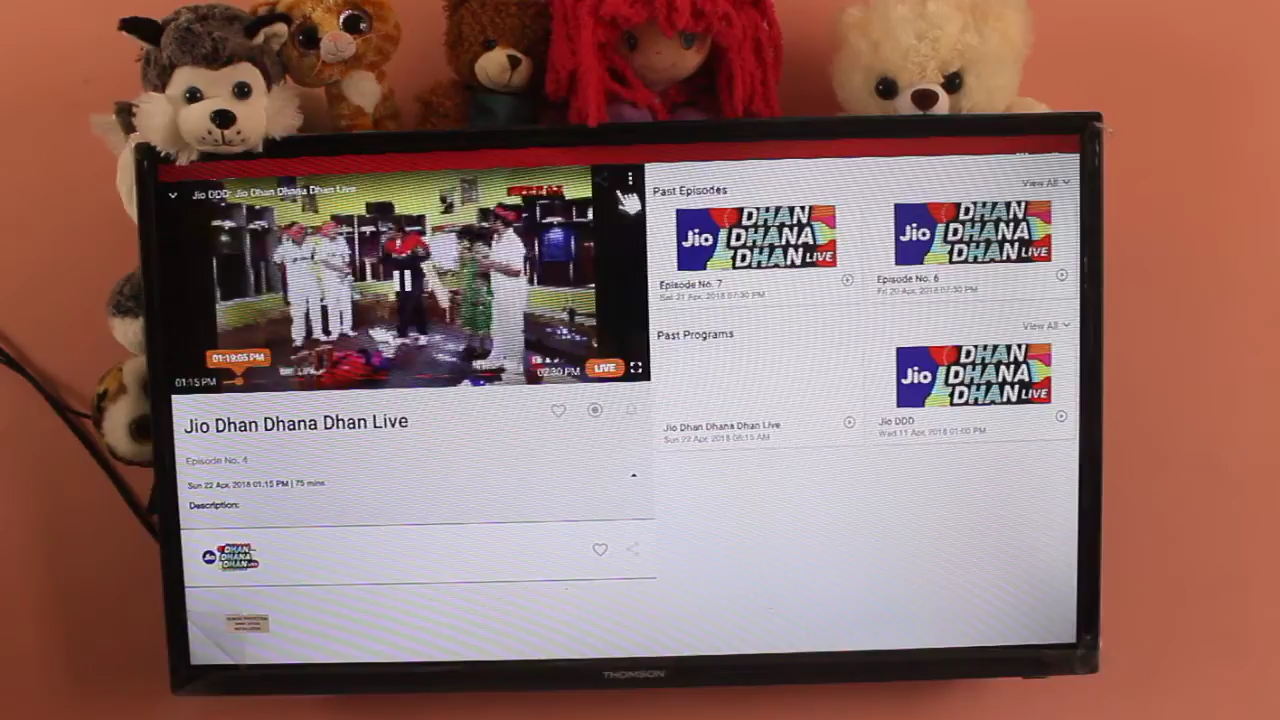 Jio DDD: Jio Dhan Dhana Dhan Live
01:19:05 PM
01:15 PM
02:30 PM
LIVE
Jio Dhan Dhana Dhan Live
Episode No. 4
Sun 22 Apr, 2018 01:15 PM | 75 mins
Description:
Jio DHAN DHANA DHAN
Past Episodes
View All
Jio
DHAN
DHANA
DHAN LIVE
Episode No. 7
Sat 21 Apr, 2018 07:30 PM
Jio
DHAN
DHANA
DHAN LIVE
Episode No. 6
Fri 20 Apr, 2018 07:30 PM
Past Programs
View All
Jio Dhan Dhana Dhan Live
Sun 22 Apr, 2018 08:15 AM
Jio
DHAN
DHANA
DHAN LIVE
Jio DDD
Wed 11 Apr, 2018 01:00 PM
THOMSON